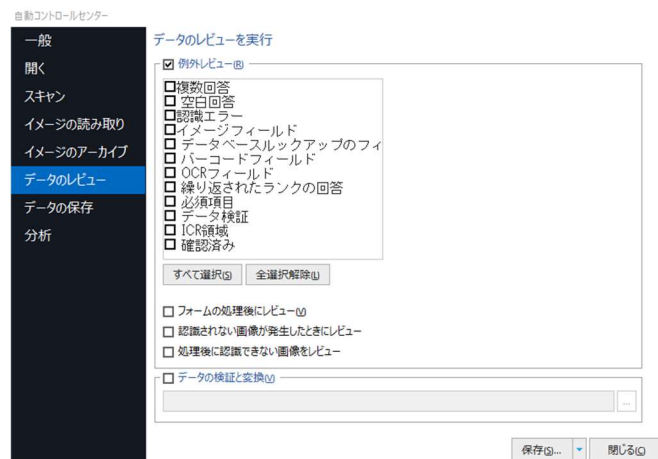 自動コントロールセンター
一般
開く
スキャン
イメージの読み取り
イメージのアーカイブ
データのレビュー
データの保存
分析
データのレビューを実行
例外レビュー(R)
複数回答
空白回答
認識エラー
イメージフィールド
データベースルックアップのフィ
バーコードフィールド
OCRフィールド
繰り返されたランクの回答
必須項目
データ検証
ICR領域
確認済み
すべて選択(S) 全選択解除(L)
フォームの処理後にレビュー(V)
認識されない画像が発生したときにレビュー
処理後に認識できない画像をレビュー
データの検証と変換(V)
...
保存(S)... 閉じる(C)